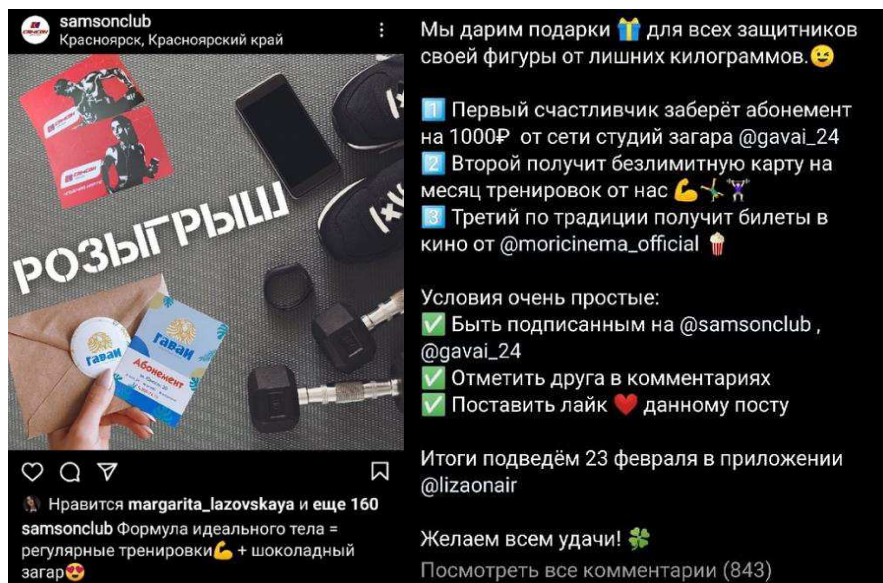 samsonclub
Красноярск, Красноярский край
САМСОН
САМСОН
РОЗЫГРЫШ
ГАВАИ
ГАВАИ
Абонемент
Нравится margarita_lazovskaya и еще 160
samsonclub Формула идеального тела =
регулярные тренировки💪 + шоколадный
загар😍
Мы дарим подарки 🎁 для всех защитников
своей фигуры от лишних килограммов.😉
1️⃣ Первый счастливчик заберёт абонемент
на 1000₽ от сети студий загара @gavai_24
2️⃣ Второй получит безлимитную карту на
месяц тренировок от нас 💪🤸‍♂️🏋️‍♀️
3️⃣ Третий по традиции получит билеты в
кино от @moricinema_official 🍿
Условия очень простые:
✅ Быть подписанным на @samsonclub ,
@gavai_24
✅ Отметить друга в комментариях
✅ Поставить лайк ❤️ данному посту
Итоги подведём 23 февраля в приложении
@lizaonair
Желаем всем удачи! 🍀
Посмотреть все комментарии (843)